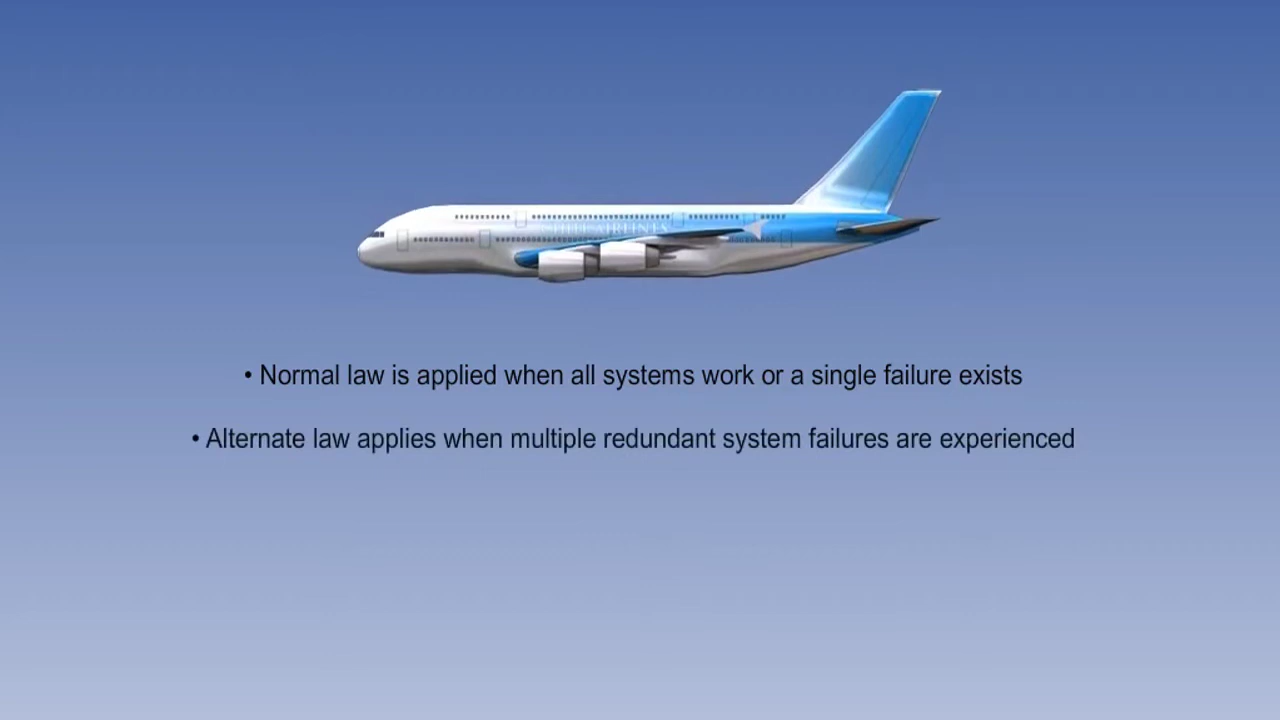 • Normal law is applied when all systems work or a single failure exists
• Alternate law applies when multiple redundant system failures are experienced